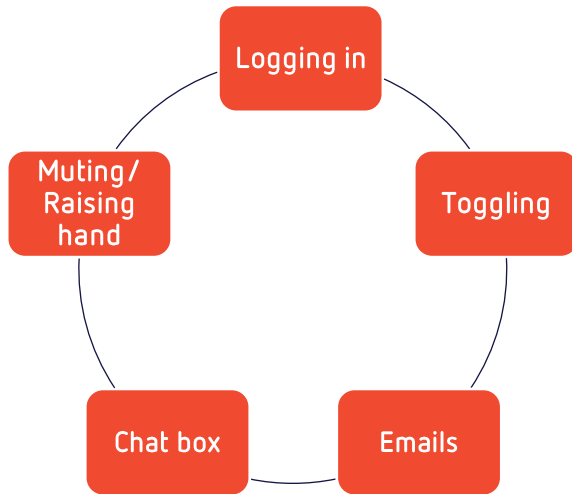 Logging in
Toggling
Emails
Chat box
Muting/
Raising
hand